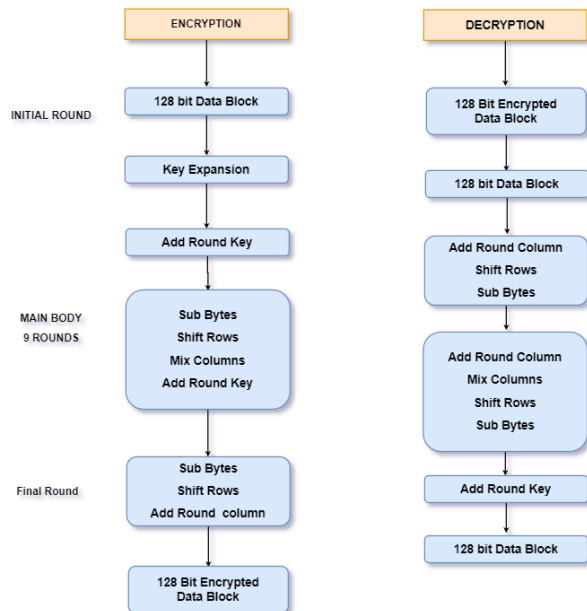 ENCRYPTION
INITIAL ROUND
128 bit Data Block
Key Expansion
Add Round Key
MAIN BODY
9 ROUNDS
Sub Bytes
Shift Rows
Mix Columns
Add Round Key
Final Round
Sub Bytes
Shift Rows
Add Round column
128 Bit Encrypted
Data Block
DECRYPTION
128 Bit Encrypted
Data Block
128 bit Data Block
Add Round Column
Shift Rows
Sub Bytes
Add Round Column
Mix Columns
Shift Rows
Sub Bytes
Add Round Key
128 bit Data Block